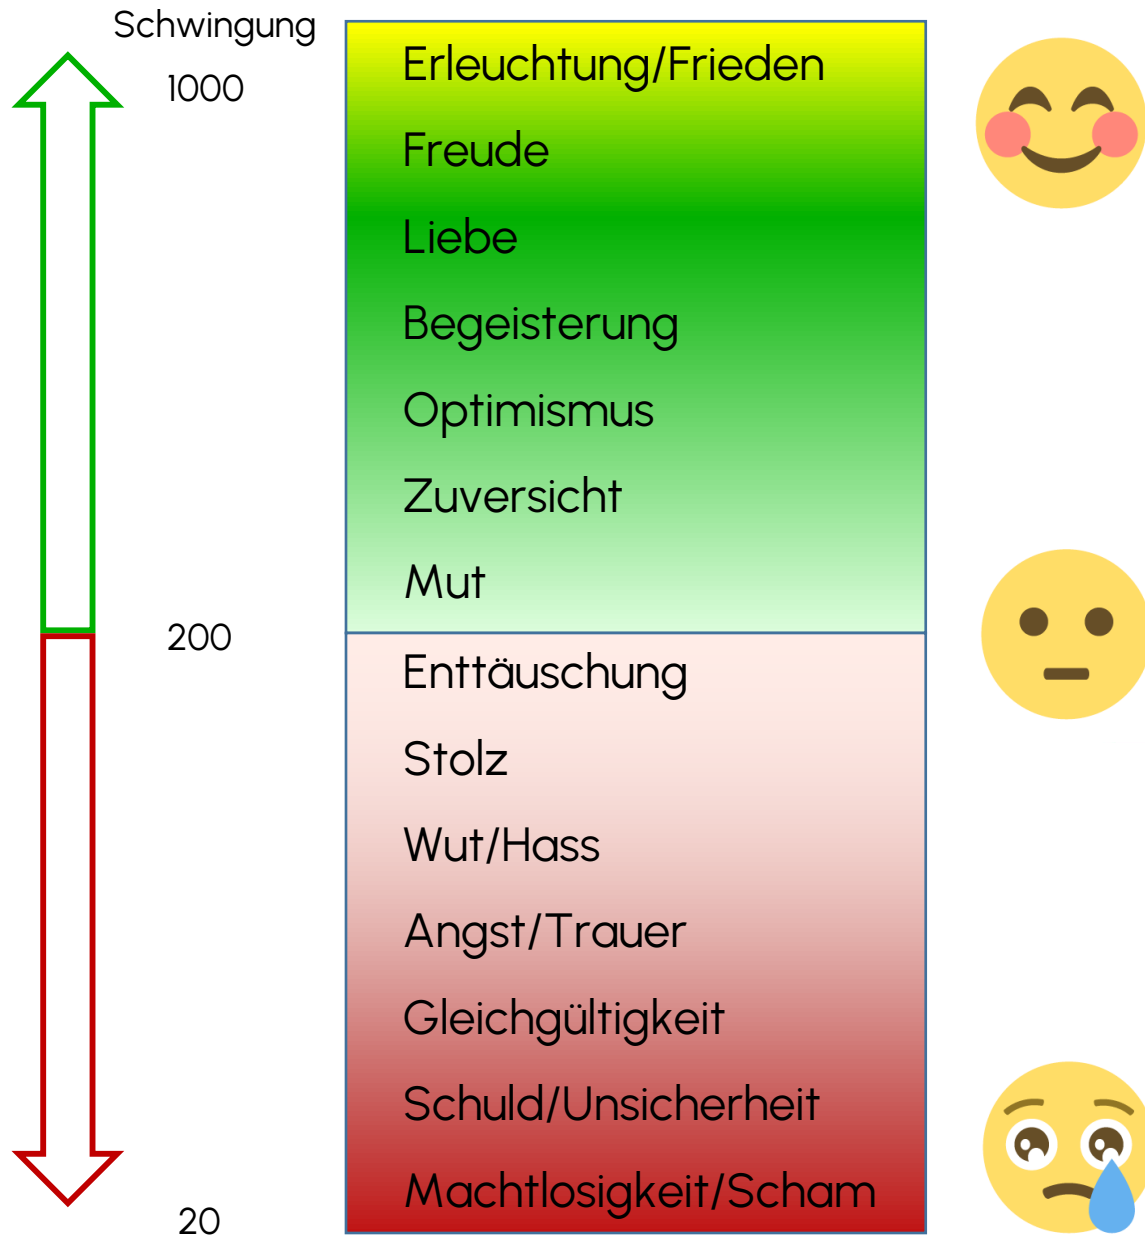 Schwingung
1000
Erleuchtung/Frieden
Freude
Liebe
Begeisterung
Optimismus
Zuversicht
Mut
200
Enttäuschung
Stolz
Wut/Hass
Angst/Trauer
Gleichgültigkeit
Schuld/Unsicherheit
Machtlosigkeit/Scham
20